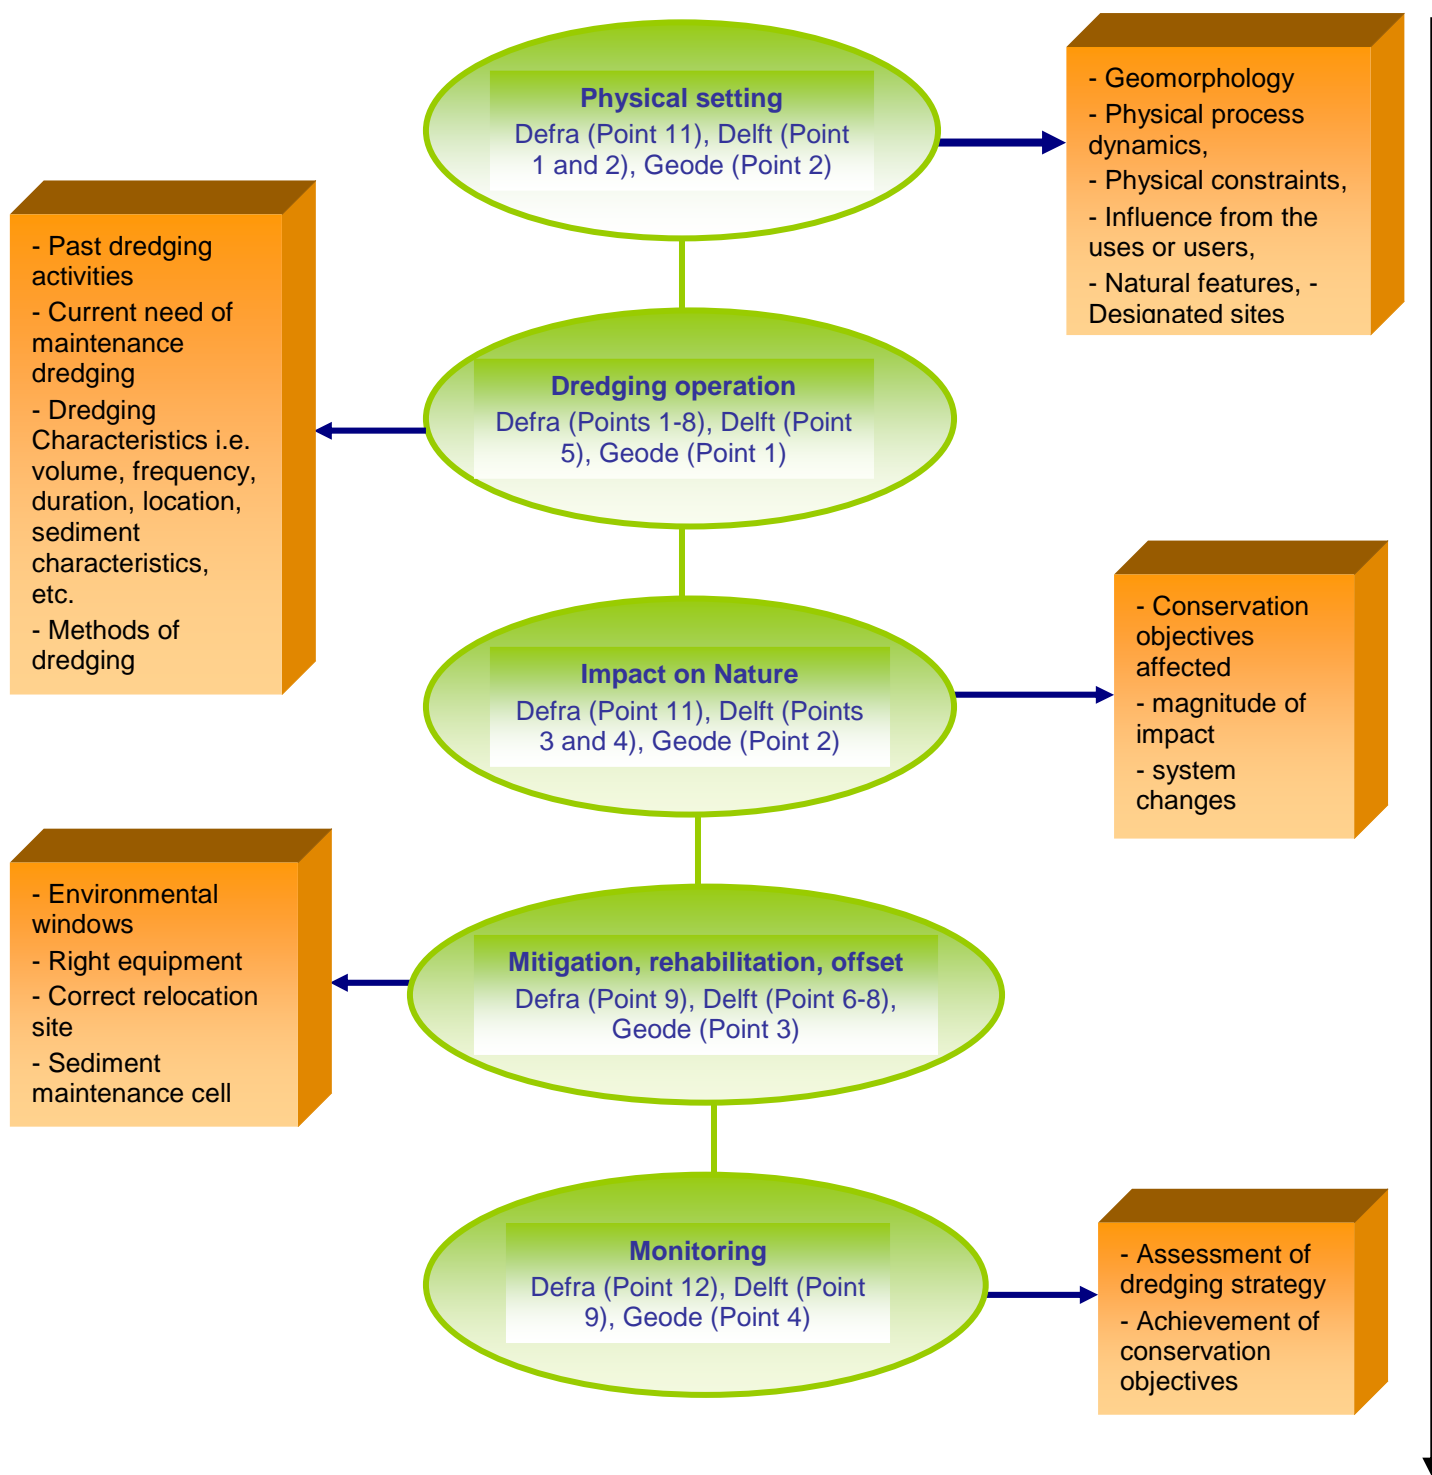 Physical setting
Defra (Point 11), Delft (Point
1 and 2), Geode (Point 2)
- Geomorphology
- Physical process
dynamics,
- Physical constraints,
- Influence from the
uses or users,
- Natural features, -
Designated sites
- Past dredging
activities
- Current need of
maintenance
dredging
- Dredging
Characteristics i.e.
volume, frequency,
duration, location,
sediment
characteristics,
etc.
- Methods of
dredging
Dredging operation
Defra (Points 1-8), Delft (Point
5), Geode (Point 1)
Impact on Nature
Defra (Point 11), Delft (Points
3 and 4), Geode (Point 2)
- Conservation
objectives
affected
- magnitude of
impact
- system
changes
- Environmental
windows
- Right equipment
- Correct relocation
site
- Sediment
maintenance cell
Mitigation, rehabilitation, offset
Defra (Point 9), Delft (Point 6-8),
Geode (Point 3)
Monitoring
Defra (Point 12), Delft (Point
9), Geode (Point 4)
- Assessment of
dredging strategy
- Achievement of
conservation
objectives